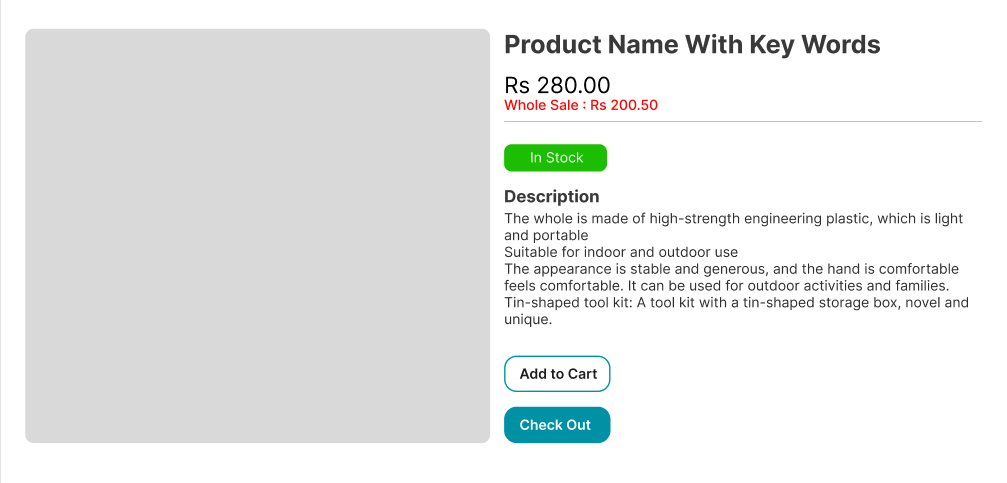 Product Name With Key Words
Rs 280.00
Whole Sale : Rs 200.50
In Stock
Description
The whole is made of high-strength engineering plastic, which is light
and portable
Suitable for indoor and outdoor use
The appearance is stable and generous, and the hand is comfortable
feels comfortable. It can be used for outdoor activities and families.
Tin-shaped tool kit: A tool kit with a tin-shaped storage box, novel and
unique.
Add to Cart
Check Out